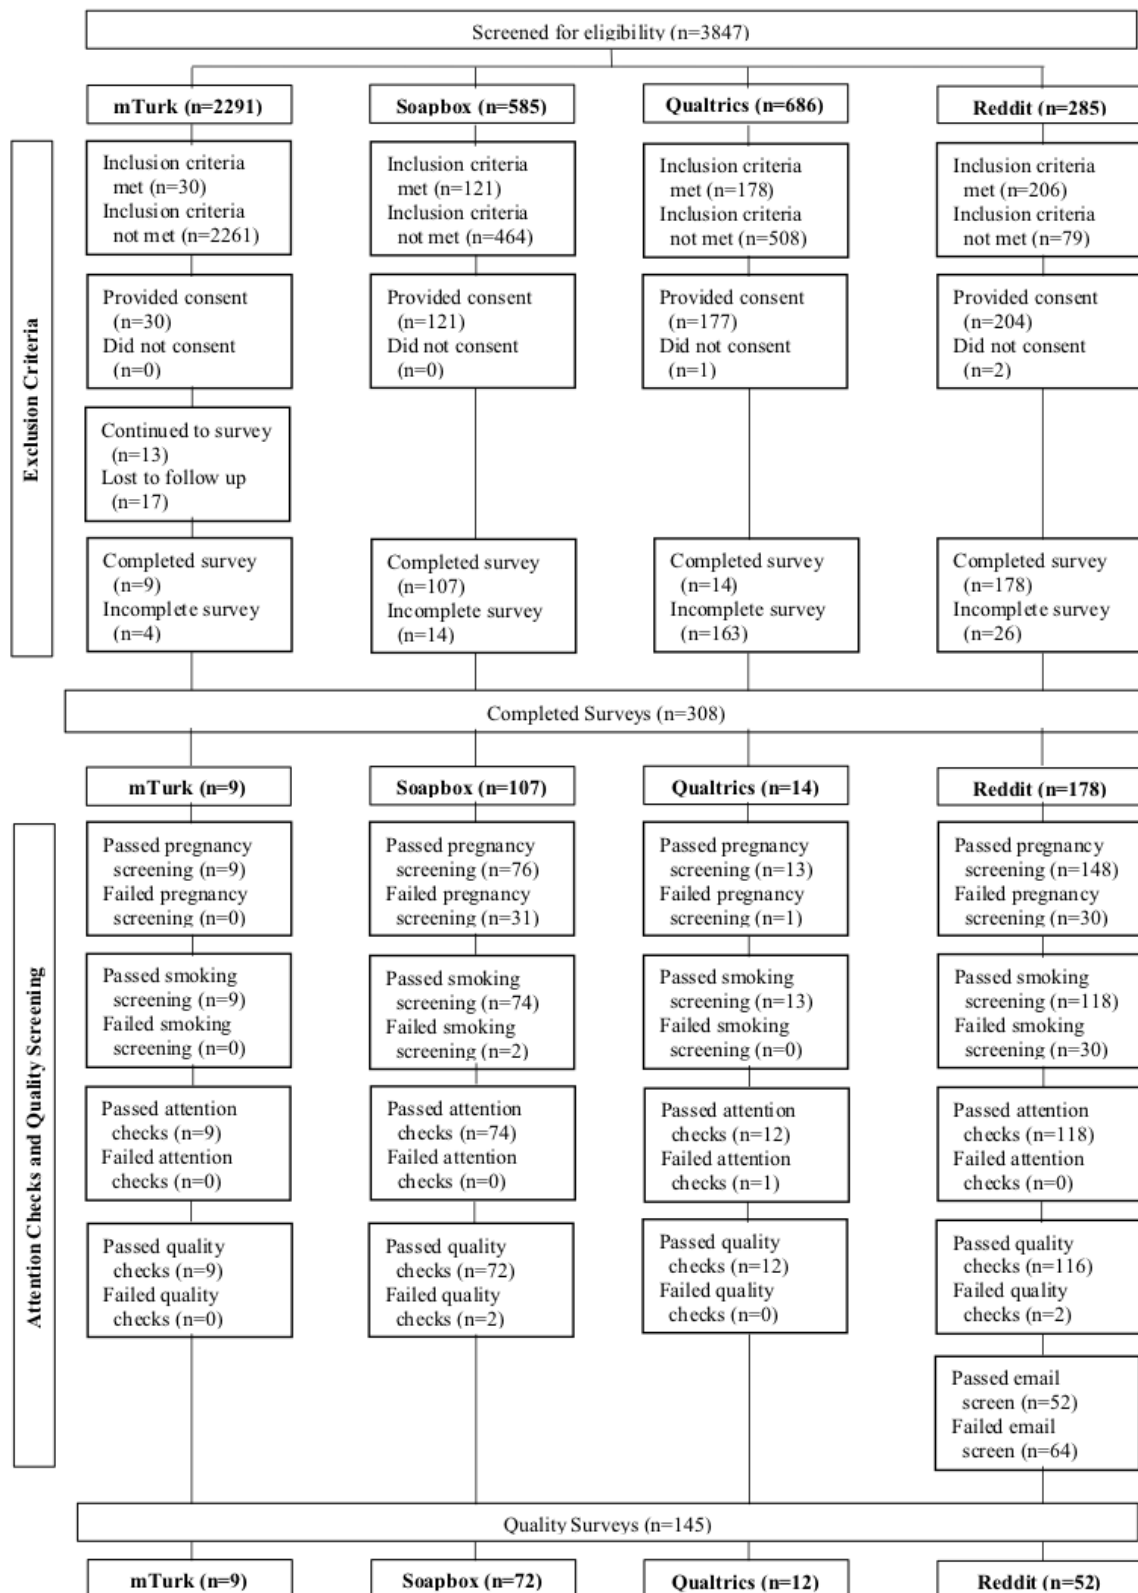 Screened for eligibility (n=3847)
mTurk (n=2291)
Soapbox (n=585)
Qualtrics (n=686)
Reddit (n=285)
Exclusion Criteria
Inclusion criteria
met (n=30)
Inclusion criteria
not met (n=2261)
Inclusion criteria
met (n=121)
Inclusion criteria
not met (n=464)
Inclusion criteria
met (n=178)
Inclusion criteria
not met (n=508)
Inclusion criteria
met (n=206)
Inclusion criteria
not met (n=79)
Provided consent
(n=30)
Did not consent
(n=0)
Provided consent
(n=121)
Did not consent
(n=0)
Provided consent
(n=177)
Did not consent
(n=1)
Provided consent
(n=204)
Did not consent
(n=2)
Continued to survey
(n=13)
Lost to follow up
(n=17)
Completed survey
(n=9)
Incomplete survey
(n=4)
Completed survey
(n=107)
Incomplete survey
(n=14)
Completed survey
(n=14)
Incomplete survey
(n=163)
Completed survey
(n=178)
Incomplete survey
(n=26)
Completed Surveys (n=308)
mTurk (n=9)
Soapbox (n=107)
Qualtrics (n=14)
Reddit (n=178)
Attention Checks and Quality Screening
Passed pregnancy
screening (n=9)
Failed pregnancy
screening (n=0)
Passed pregnancy
screening (n=76)
Failed pregnancy
screening (n=31)
Passed pregnancy
screening (n=13)
Failed pregnancy
screening (n=1)
Passed pregnancy
screening (n=148)
Failed pregnancy
screening (n=30)
Passed smoking
screening (n=9)
Failed smoking
screening (n=0)
Passed smoking
screening (n=74)
Failed smoking
screening (n=2)
Passed smoking
screening (n=13)
Failed smoking
screening (n=0)
Passed smoking
screening (n=118)
Failed smoking
screening (n=30)
Passed attention
checks (n=9)
Failed attention
checks (n=0)
Passed attention
checks (n=74)
Failed attention
checks (n=0)
Passed attention
checks (n=12)
Failed attention
checks (n=1)
Passed attention
checks (n=118)
Failed attention
checks (n=0)
Passed quality
checks (n=9)
Failed quality
checks (n=0)
Passed quality
checks (n=72)
Failed quality
checks (n=2)
Passed quality
checks (n=12)
Failed quality
checks (n=0)
Passed quality
checks (n=116)
Failed quality
checks (n=2)
Passed email
screen (n=52)
Failed email
screen (n=64)
Quality Surveys (n=145)
mTurk (n=9)
Soapbox (n=72)
Qualtrics (n=12)
Reddit (n=52)